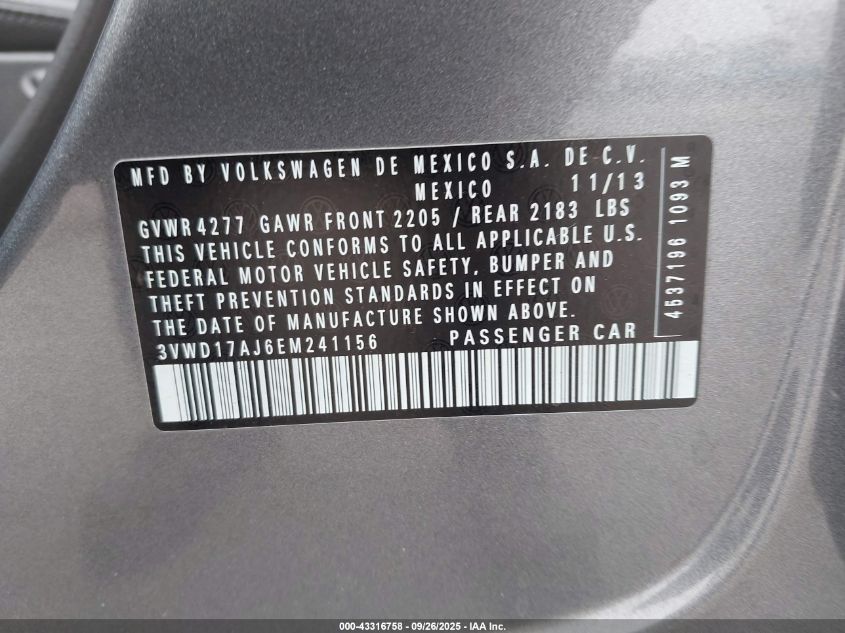 MFD BY VOLKSWAGEN DE MEXICO S.A. DE C.V.
MEXICO 11/13
GVWR 4277 GAWR FRONT 2205 / REAR 2183 LBS
THIS VEHICLE CONFORMS TO ALL APPLICABLE U.S.
FEDERAL MOTOR VEHICLE SAFETY, BUMPER AND
THEFT PREVENTION STANDARDS IN EFFECT ON
THE DATE OF MANUFACTURE SHOWN ABOVE.
3VWD17AJ6EM241156 PASSENGER CAR
4537196 1093 M
000-43316758 - 09/26/2025 - IAA Inc.